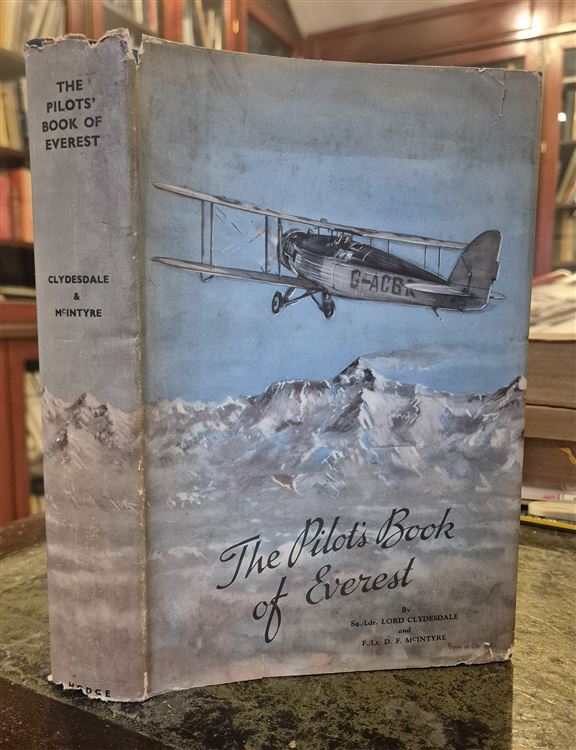 THE
PILOTS'
BOOK OF
EVEREST
CLYDESDALE
&
McINTYRE
HODGE
G-ACBR
The Pilot's Book
of Everest
By
Sq./Ldr. LORD CLYDESDALE
and
F./Lt. D. F. McINTYRE